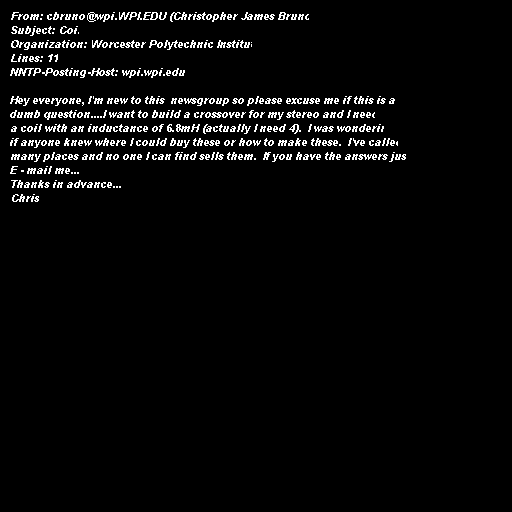 From: cbruno@wpi.WPI.EDU (Christopher James Bruno
Subject: Coi
Organization: Worcester Polytechnic Institu
Lines: 11
NNTP-Posting-Host: wpi.wpi.edu

Hey everyone, I'm new to this newsgroup so please excuse me if this is a
dumb question....I want to build a crossover for my stereo and I need
a coil with an inductance of 6.8mH (actually I need 4). I was wonderin
if anyone knew where I could buy these or how to make these. I've called
many places and no one I can find sells them. If you have the answers jus
E - mail me...
Thanks in advance...
Chris